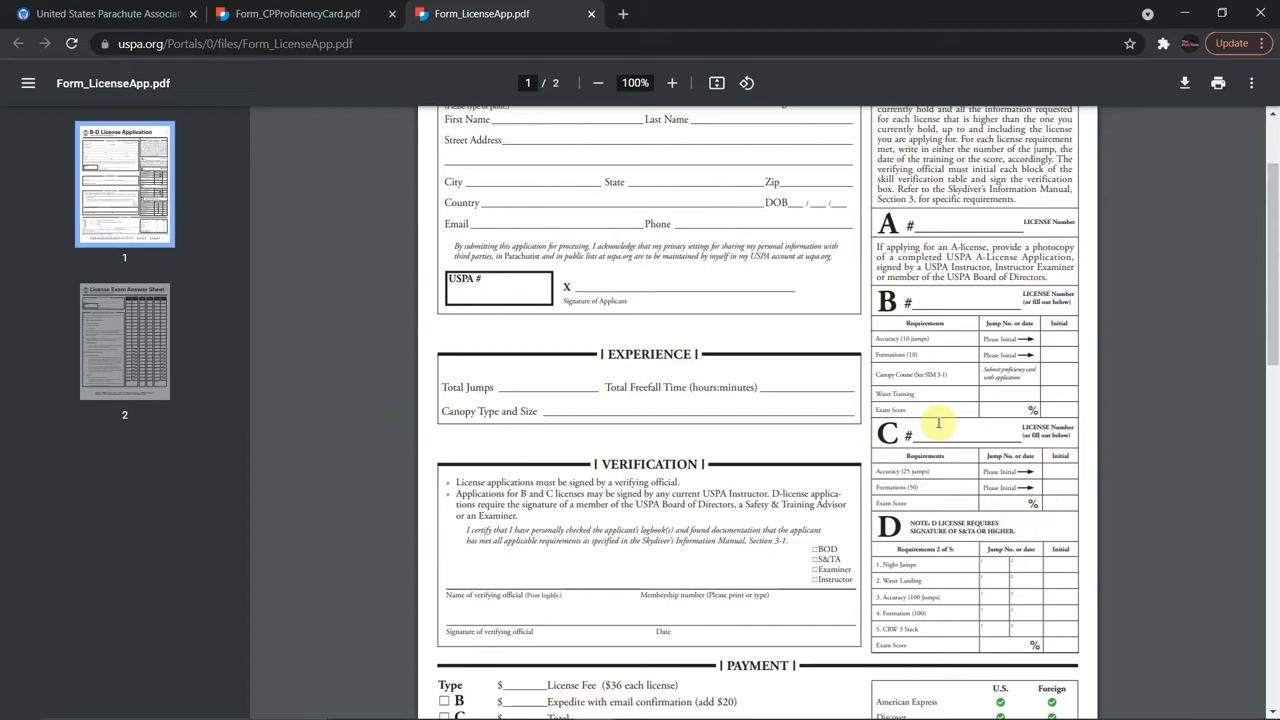 United States Parachute Associat
Form_CPProficiencyCard.pdf
Form_LicenseApp.pdf
uspa.org/Portals/0/files/Form_LicenseApp.pdf
Update
Form_LicenseApp.pdf
1 / 2
100%
B-D License Application
1
License Exam Answer Sheet
2
First Name
Last Name
Street Address
City
State
Zip
Country
DOB / /
Email
Phone
By submitting this application for processing, I acknowledge that my privacy settings for sharing my personal information with
third parties, in Parachutist and in public lists at uspa.org are to be maintained by myself in my USPA account at uspa.org.
USPA #
X
Signature of Applicant
EXPERIENCE
Total Jumps
Total Freefall Time (hours:minutes)
Canopy Type and Size
VERIFICATION
» License applications must be signed by a verifying official.
» Applications for B and C licenses may be signed by any current USPA Instructor. D-license applica-
tions require the signature of a member of the USPA Board of Directors, a Safety & Training Advisor
or an Examiner.
I certify that I have personally checked the applicant's logbook(s) and found documentation that the applicant
has met all applicable requirements as specified in the Skydiver's Information Manual, Section 3-1.
BOD
S&TA
Examiner
Instructor
Name of verifying official (Print legibly.)
Membership number (Please print or type)
Signature of verifying official
Date
currently hold and all the information requested
for each license that is higher than the one you
currently hold, up to and including the license
you are applying for. For each license requirement
met, write in either the number of the jump, the
date of the training or the score, accordingly. The
verifying official must initial each block of the
skill verification table and sign the verification
box. Refer to the Skydiver's Information Manual,
Section 3, for specific requirements.
A # LICENSE Number
If applying for an A-license, provide a photocopy
of a completed USPA A-License Application,
signed by a USPA Instructor, Instructor Examiner
or member of the USPA Board of Directors.
B # LICENSE Number
(or fill out below)
Requirements Jump No. or date Initial
Accuracy (10 jumps) Please Initial
Formations (10) Please Initial
Canopy Course (See SIM 3-1) Submit proficiency card
with application
Water Training
Exam Score %
C # LICENSE Number
(or fill out below)
Requirements Jump No. or date Initial
Accuracy (25 jumps) Please Initial
Formations (50) Please Initial
Exam Score %
D NOTE: D LICENSE REQUIRES
SIGNATURE OF S&TA OR HIGHER.
Requirements 2 of 5: Jump No. or date Initial
1. Night Jumps 1 2
2. Water Landing 1 2
3. Accuracy (100 Jumps) 1 2
4. Formation (100) 1 2
5. CRW 3 Stack 1 2
Exam Score %
PAYMENT
Type $ License Fee ($36 each license)
B $ Expedite with email confirmation (add $20)
U.S. Foreign
American Express